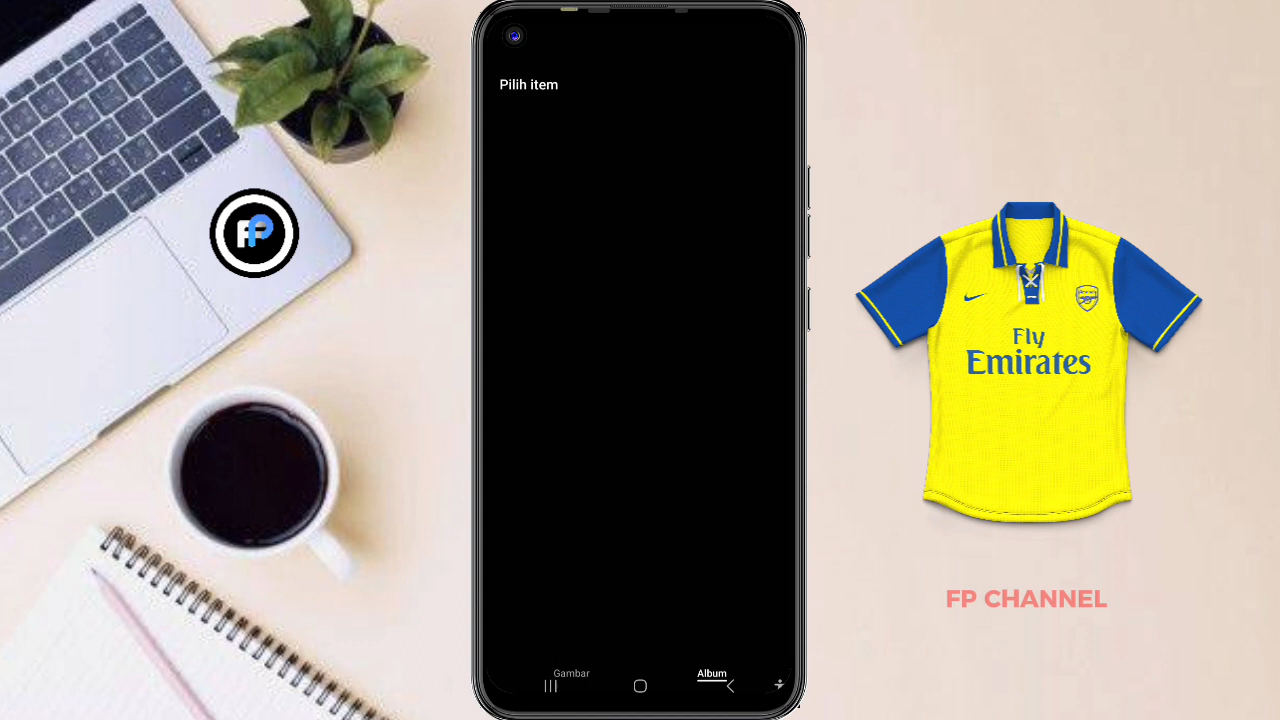 Pilih item
FP
Fly
Emirates
FP CHANNEL
Gambar
Album